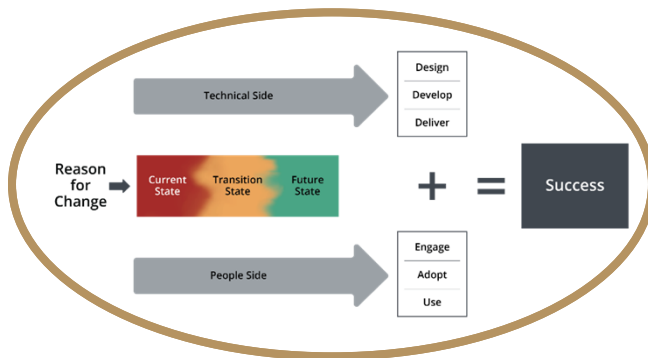 Technical Side
Design
Develop
Deliver
Reason
for
Change
Current
State
Transition
State
Future
State
+
=
Success
People Side
Engage
Adopt
Use